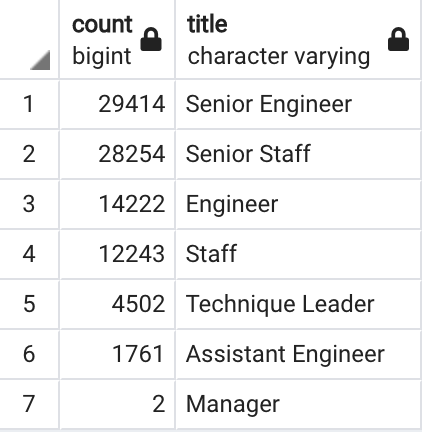 count title
bigint character varying
1 29414 Senior Engineer
2 28254 Senior Staff
3 14222 Engineer
4 12243 Staff
5 4502 Technique Leader
6 1761 Assistant Engineer
7 2 Manager